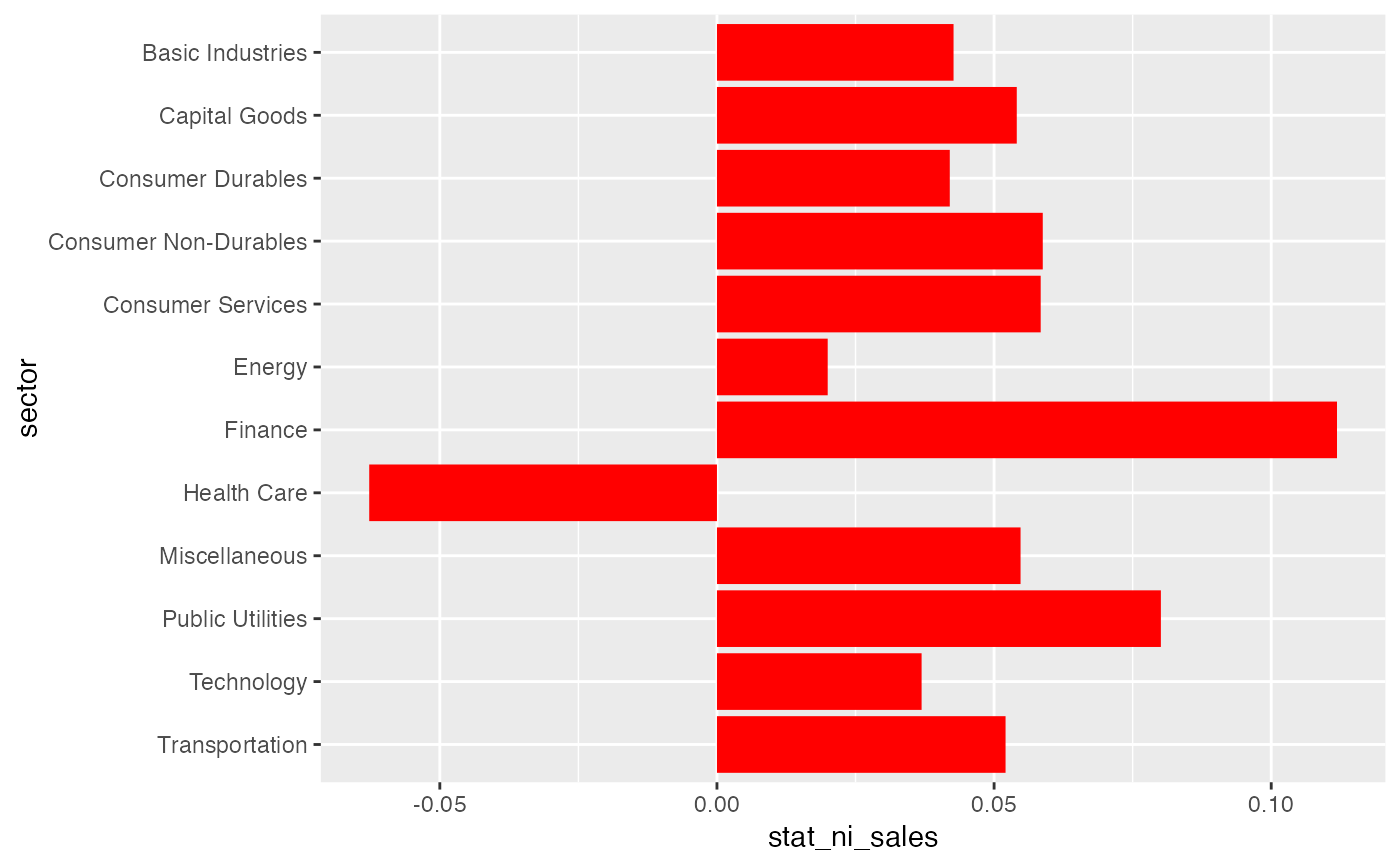 Basic Industries
Capital Goods
Consumer Durables
Consumer Non-Durables
Consumer Services
Energy
Finance
Health Care
Miscellaneous
Public Utilities
Technology
Transportation
sector
-0.05 0.00 0.05 0.10
stat_ni_sales